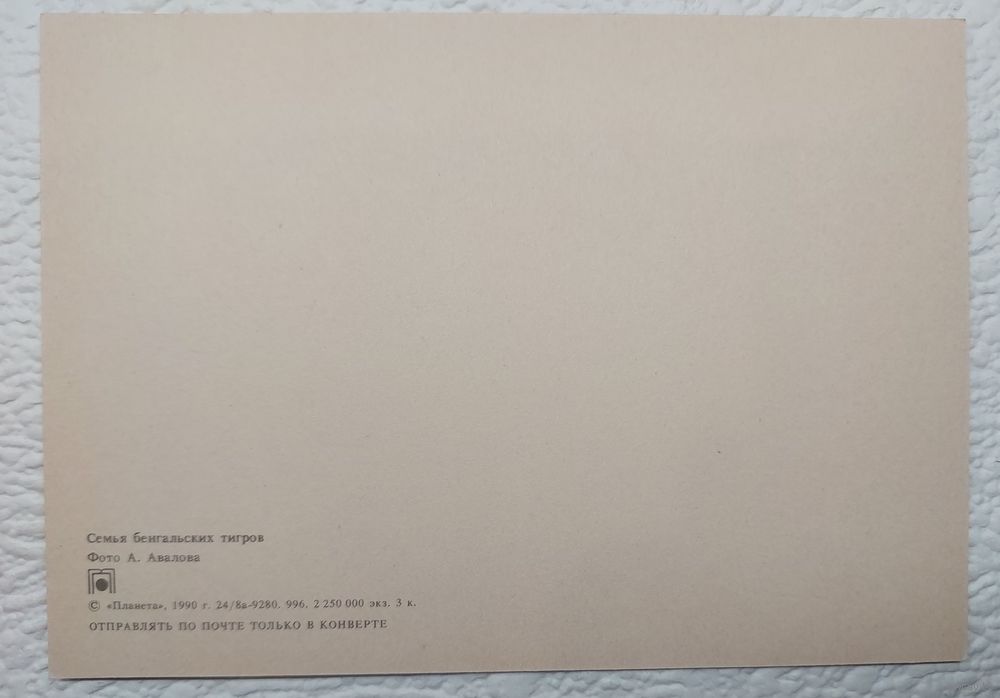 Семья бенгальских тигров
Фото А. Авалова
© «Планета», 1990 г. 24/8а-9280. 996. 2 250 000 экз. 3 к.
ОТПРАВЛЯТЬ ПО ПОЧТЕ ТОЛЬКО В КОНВЕРТЕ